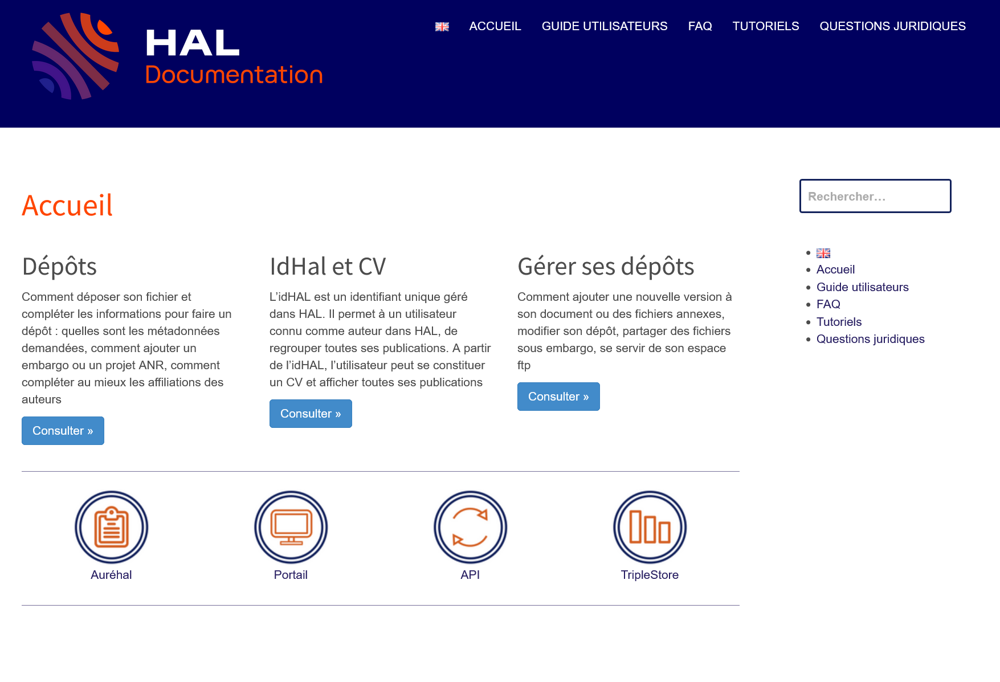 HAL
Documentation
ACCUEIL GUIDE UTILISATEURS FAQ TUTORIELS QUESTIONS JURIDIQUES
Accueil
Dépôts
Comment déposer son fichier et
compléter les informations pour faire un
dépôt : quelles sont les métadonnées
demandées, comment ajouter un
embargo ou un projet ANR, comment
compléter au mieux les affiliations des
auteurs
Consulter »
IdHal et CV
L’idHAL est un identifiant unique géré
dans HAL. Il permet à un utilisateur
connu comme auteur dans HAL, de
regrouper toutes ses publications. A partir
de l’idHAL, l’utilisateur peut se constituer
un CV et afficher toutes ses publications
Consulter »
Gérer ses dépôts
Comment ajouter une nouvelle version à
son document ou des fichiers annexes,
modifier son dépôt, partager des fichiers
sous embargo, se servir de son espace
ftp
Consulter »
Auréhal
Portail
API
TripleStore
Rechercher...
Accueil
Guide utilisateurs
FAQ
Tutoriels
Questions juridiques